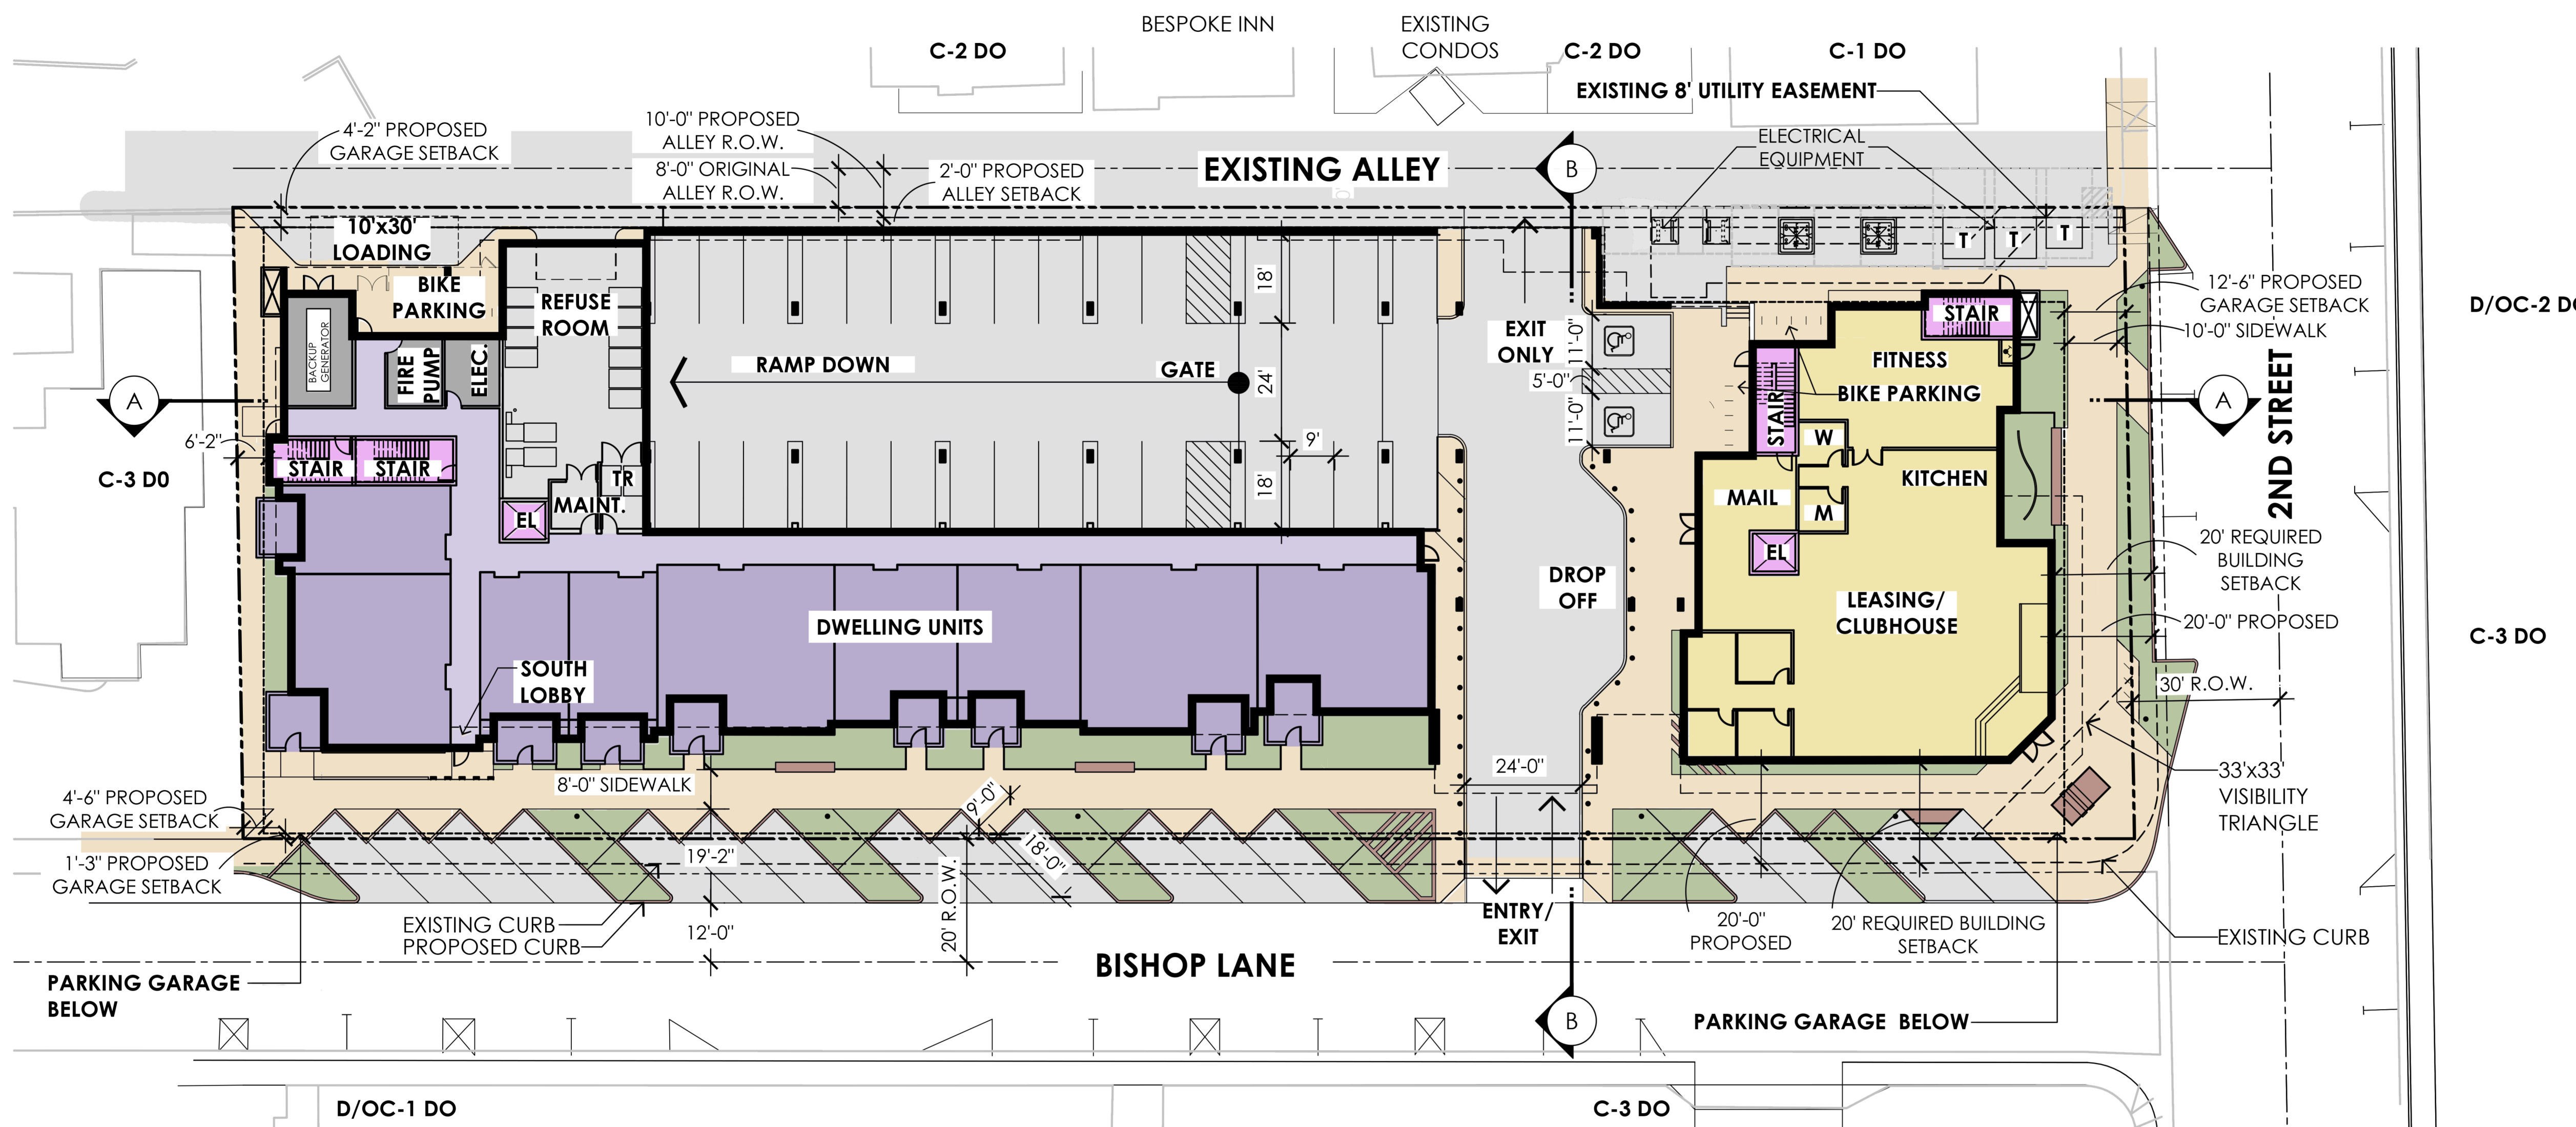 BESPOKE INN
EXISTING
CONDOS
C-2 DO
C-2 DO
C-1 DO
EXISTING 8' UTILITY EASEMENT
4'-2" PROPOSED
GARAGE SETBACK
10'-0" PROPOSED
ALLEY R.O.W.
8'-0" ORIGINAL
ALLEY R.O.W.
2'-0" PROPOSED
ALLEY SETBACK
EXISTING ALLEY
B
ELECTRICAL
EQUIPMENT
10'x30'
LOADING
BIKE
PARKING
REFUSE
ROOM
BACKUP
GENERATOR
FIRE
PUMP
ELEC.
RAMP DOWN
GATE
18'
24'
9'
18'
EXIT
ONLY
11'-0"
5'-0"
11'-0"
T
T
T
STAIR
FITNESS
BIKE PARKING
STAIR
W
M
MAIL
KITCHEN
EL
LEASING/
CLUBHOUSE
12'-6" PROPOSED
GARAGE SETBACK
10'-0" SIDEWALK
D/OC-2 DO
2ND STREET
A
A
6'-2"
C-3 D0
STAIR
STAIR
EL
MAINT.
TR
DROP
OFF
DWELLING UNITS
SOUTH
LOBBY
20' REQUIRED
BUILDING
SETBACK
20'-0" PROPOSED
C-3 DO
30' R.O.W.
33'x33'
VISIBILITY
TRIANGLE
8'-0" SIDEWALK
9'-0"
18'-0"
24'-0"
4'-6" PROPOSED
GARAGE SETBACK
1'-3" PROPOSED
GARAGE SETBACK
19'-2"
20' R.O.W.
12'-0"
EXISTING CURB
PROPOSED CURB
ENTRY/
EXIT
20'-0"
PROPOSED
20' REQUIRED BUILDING
SETBACK
EXISTING CURB
BISHOP LANE
PARKING GARAGE
BELOW
B
PARKING GARAGE BELOW
D/OC-1 DO
C-3 DO